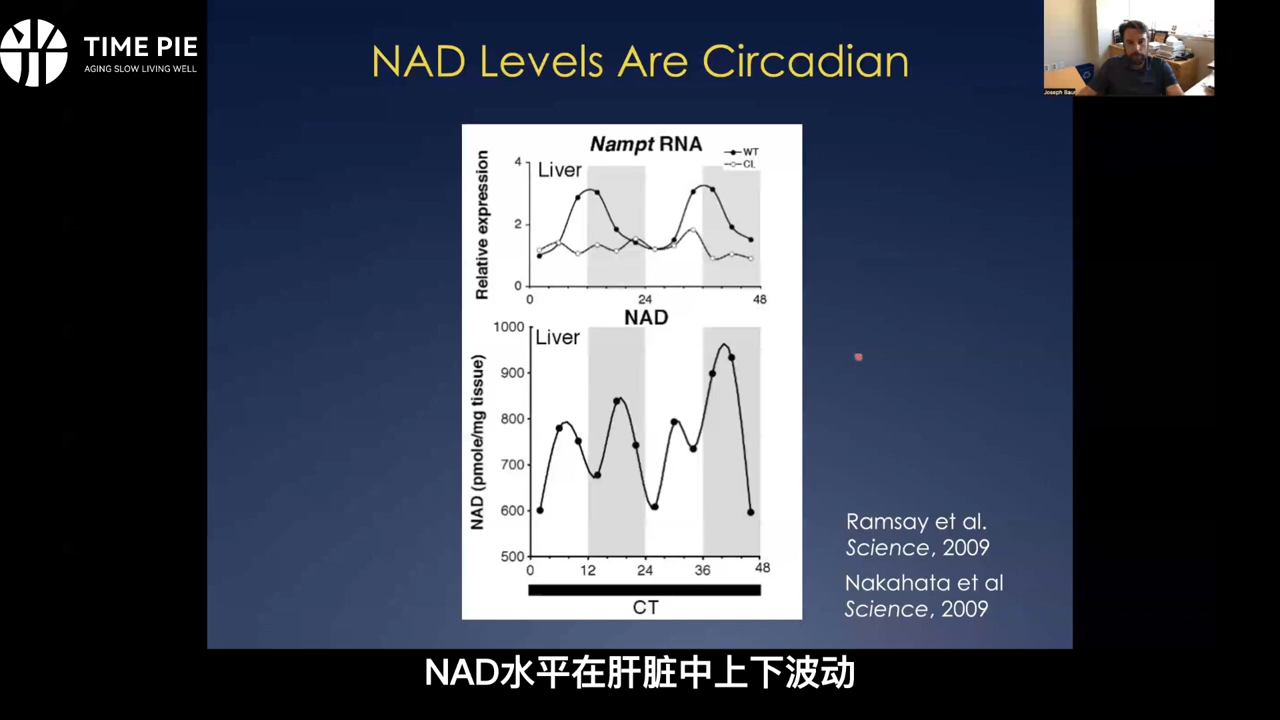 TIME PIE
AGING SLOW LIVING WELL
NAD Levels Are Circadian
Nampt RNA
WT
CL
Liver
Relative expression
4
2
0
0
24
48
NAD
Liver
NAD (pmole/mg tissue)
1000
900
800
700
600
500
0
12
24
36
48
CT
Ramsay et al.
Science, 2009
Nakahata et al
Science, 2009
Joseph Baur
NAD水平在肝脏中上下波动